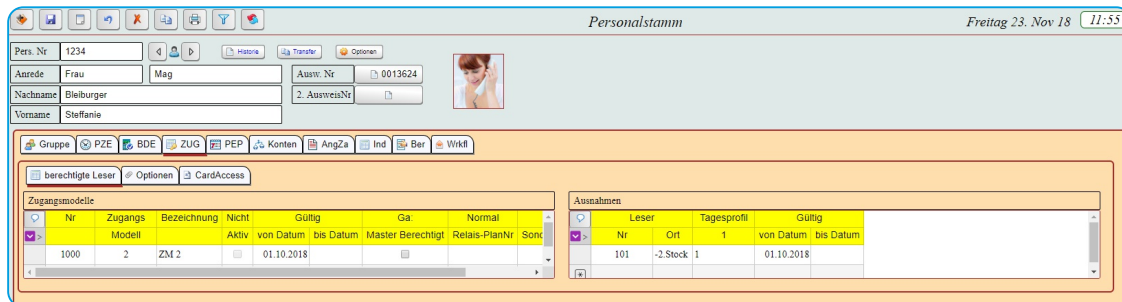 Personalstamm
Freitag 23. Nov 18 11:55
Pers. Nr 1234 Historie Transfer Optionen
Anrede Frau Mag Ausw. Nr 0013624
Nachname Bleiburger 2. AusweisNr
Vorname Steffanie
Gruppe PZE BDE ZUG PEP Konten AngZa Ind Ber Wrkfl
berechtigte Leser Optionen CardAccess
Zugangsmodelle
Nr Zugangs Bezeichnung Nicht Gültig Ga: Normal
Modell Aktiv von Datum bis Datum Master Berechtigt Relais-PlanNr Sond
1000 2 ZM 2 01.10.2018
Ausnahmen
Leser Tagesprofil Gültig
Nr Ort 1 von Datum bis Datum
101 -2.Stock 1 01.10.2018